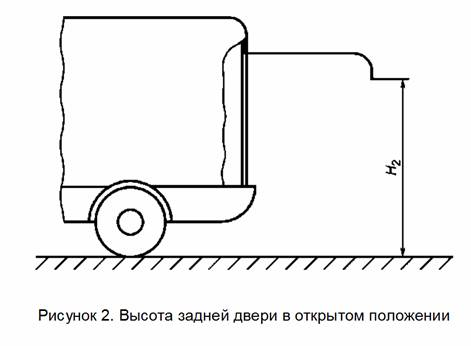 H₂
Рисунок 2. Высота задней двери в открытом положении